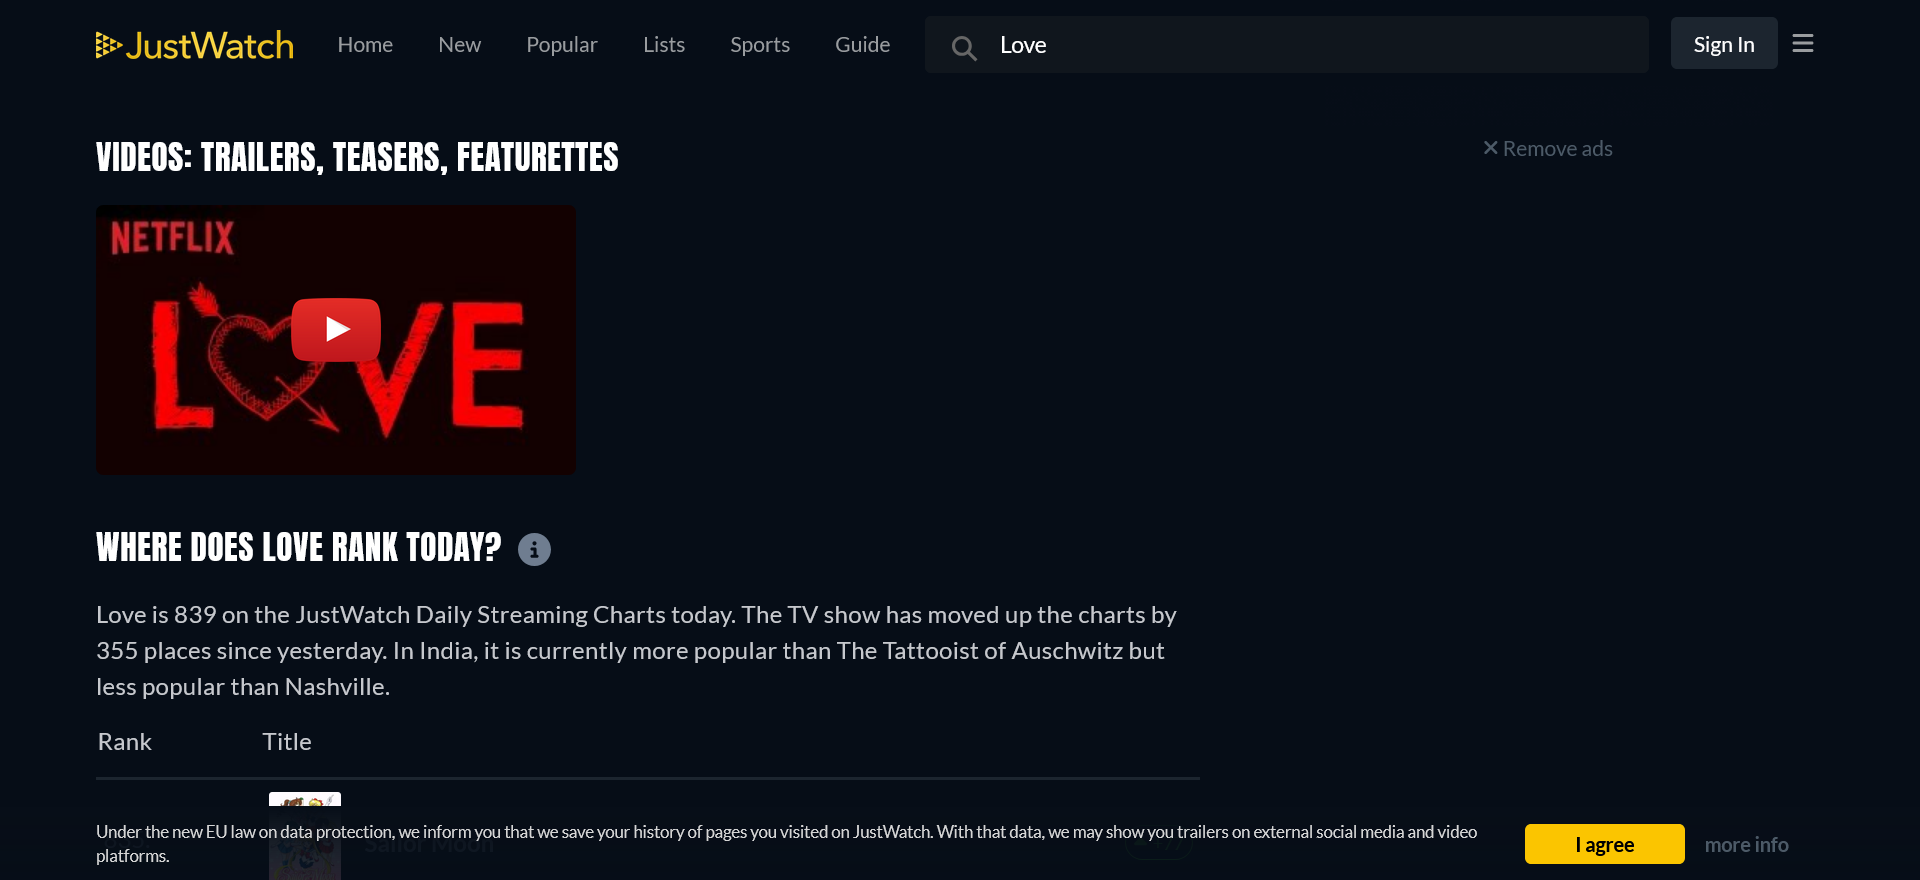 JustWatch
Home
New
Popular
Lists
Sports
Guide
Love
Sign In
VIDEOS: TRAILERS, TEASERS, FEATURETTES
Remove ads
NETFLIX
LOVE
WHERE DOES LOVE RANK TODAY?
Love is 839 on the JustWatch Daily Streaming Charts today. The TV show has moved up the charts by
355 places since yesterday. In India, it is currently more popular than The Tattooist of Auschwitz but
less popular than Nashville.
Rank
Title
Sailor Moon
Under the new EU law on data protection, we inform you that we save your history of pages you visited on JustWatch. With that data, we may show you trailers on external social media and video
platforms.
I agree
more info